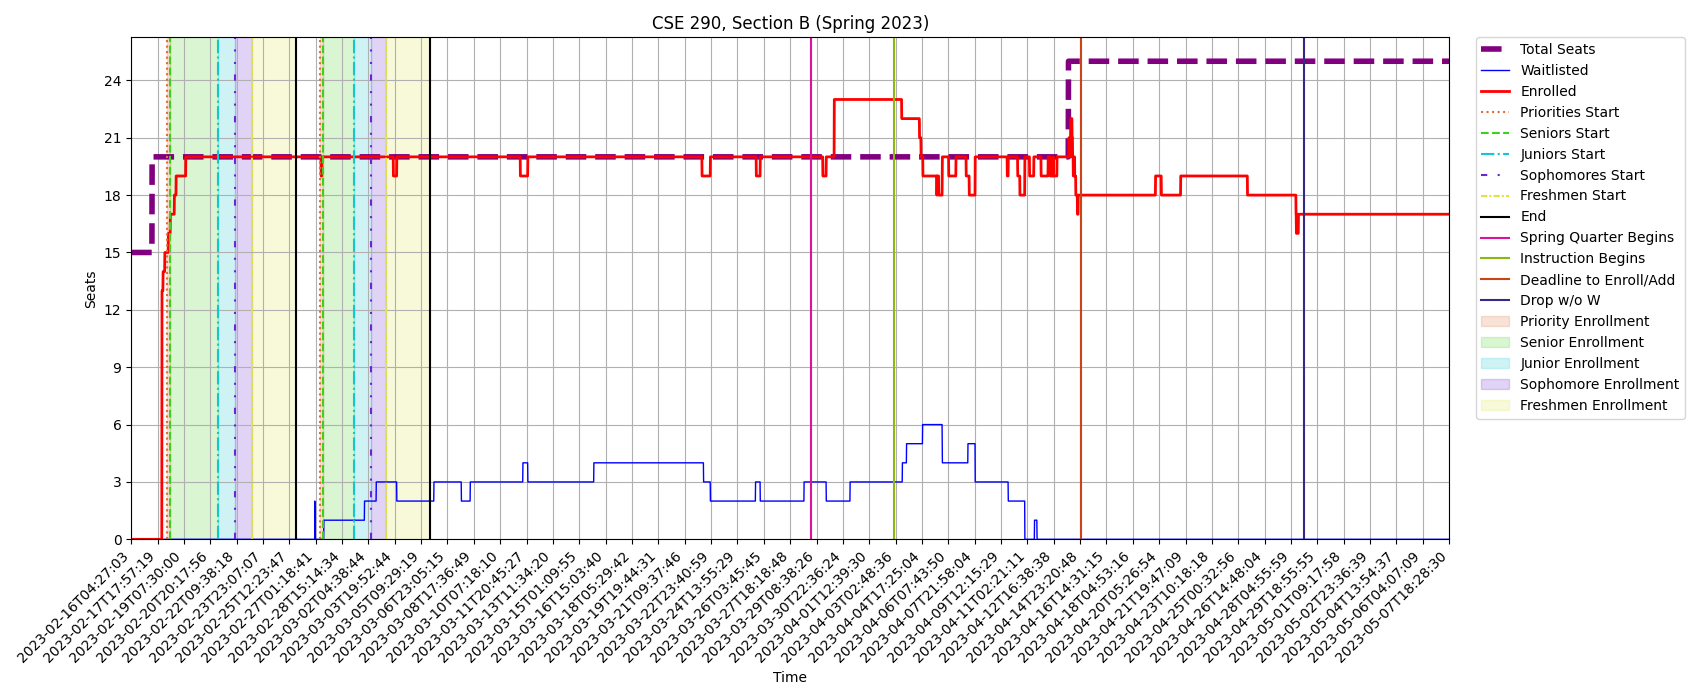 CSE 290, Section B (Spring 2023)
Seats
24
21
18
15
12
9
6
3
0
2023-02-16T04:27:03
2023-02-17T17:57:19
2023-02-19T07:30:00
2023-02-20T20:17:56
2023-02-22T09:38:18
2023-02-23T23:07:07
2023-02-25T12:23:47
2023-02-27T01:18:41
2023-02-28T15:14:34
2023-03-02T04:38:44
2023-03-03T19:52:44
2023-03-05T09:29:19
2023-03-06T23:05:15
2023-03-08T17:36:49
2023-03-10T07:18:10
2023-03-11T20:45:27
2023-03-13T11:34:20
2023-03-15T01:09:55
2023-03-16T15:03:40
2023-03-18T05:29:42
2023-03-19T19:44:31
2023-03-21T09:37:46
2023-03-22T23:40:59
2023-03-24T13:55:29
2023-03-26T03:45:45
2023-03-27T18:18:48
2023-03-29T08:38:26
2023-03-30T22:36:24
2023-04-01T12:39:30
2023-04-03T02:48:36
2023-04-04T17:25:04
2023-04-06T07:43:50
2023-04-07T21:58:04
2023-04-09T12:15:29
2023-04-11T02:21:11
2023-04-12T16:38:38
2023-04-14T23:20:48
2023-04-16T14:31:15
2023-04-18T04:53:16
2023-04-20T05:26:54
2023-04-21T19:47:09
2023-04-23T10:18:18
2023-04-25T00:32:56
2023-04-26T14:48:04
2023-04-28T04:55:59
2023-04-29T18:55:55
2023-05-01T09:17:58
2023-05-02T23:36:39
2023-05-04T13:54:37
2023-05-06T04:07:09
2023-05-07T18:28:30
Time
Total Seats
Waitlisted
Enrolled
Priorities Start
Seniors Start
Juniors Start
Sophomores Start
Freshmen Start
End
Spring Quarter Begins
Instruction Begins
Deadline to Enroll/Add
Drop w/o W
Priority Enrollment
Senior Enrollment
Junior Enrollment
Sophomore Enrollment
Freshmen Enrollment